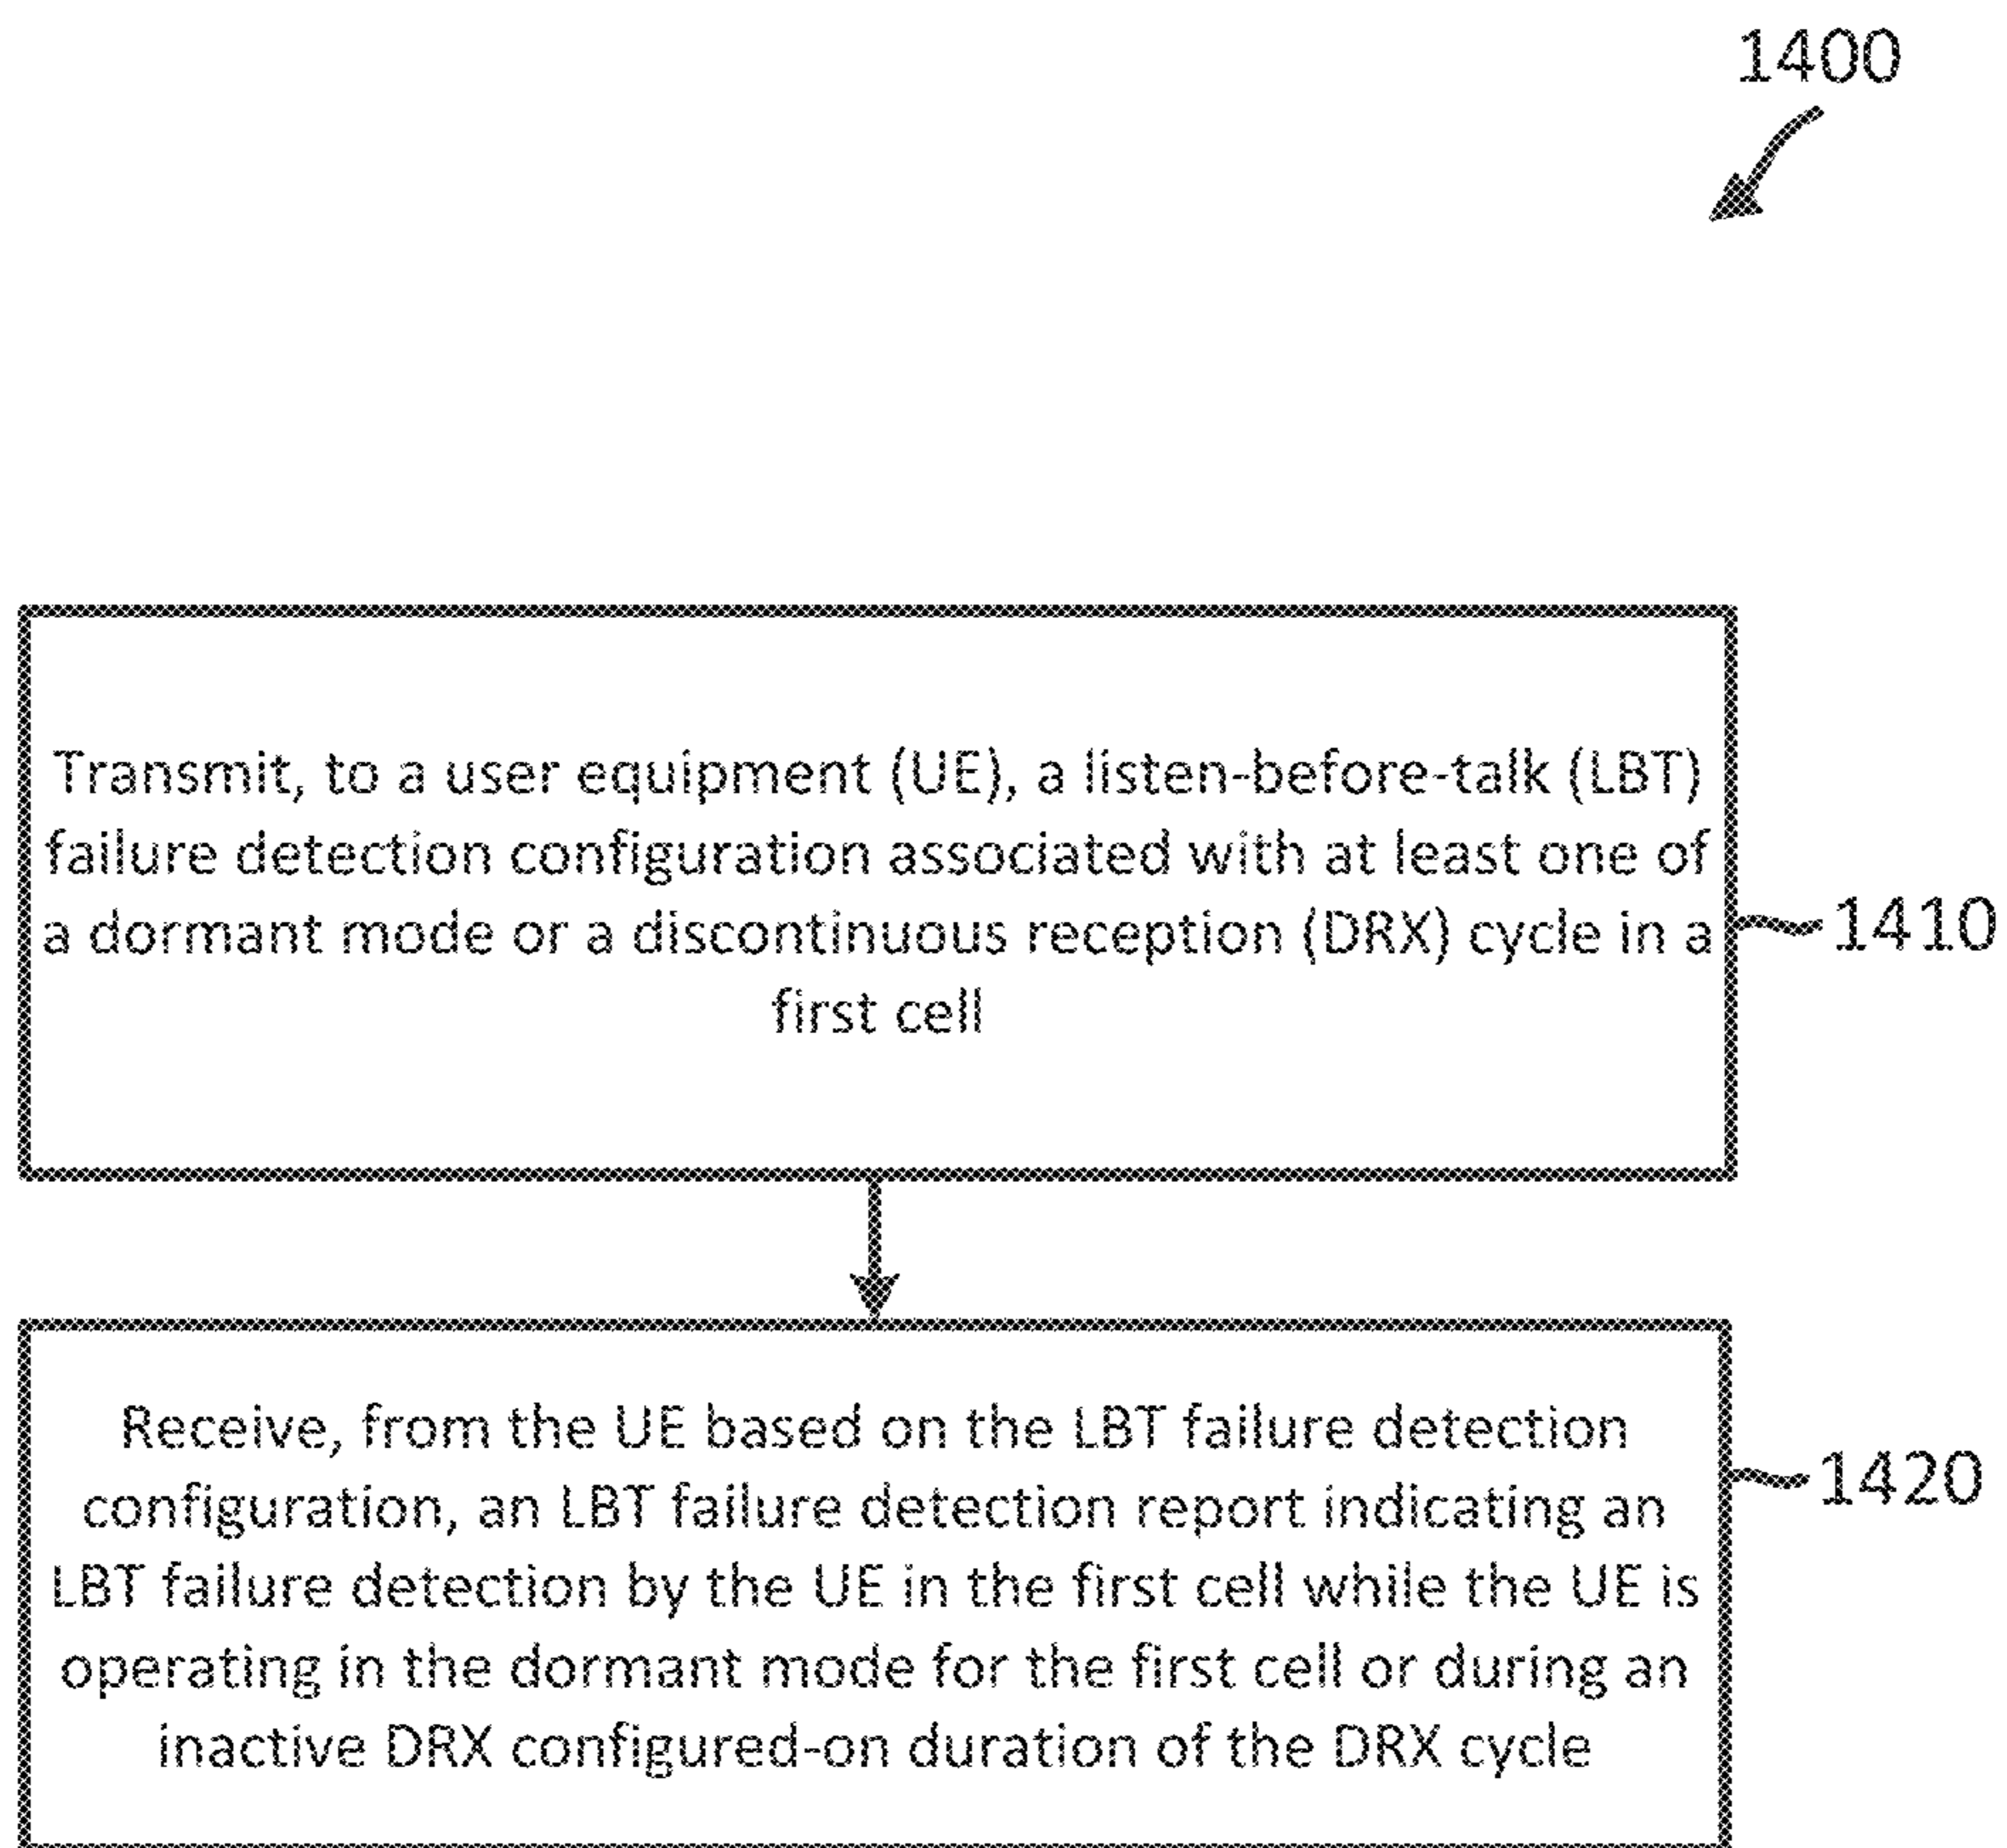 1400
Transmit, to a user equipment (UE), a listen-before-talk (LBT)
failure detection configuration associated with at least one of
a dormant mode or a discontinuous reception (DRX) cycle in a
first cell
1410
Receive, from the UE based on the LBT failure detection
configuration, an LBT failure detection report indicating an
LBT failure detection by the UE in the first cell while the UE is
operating in the dormant mode for the first cell or during an
inactive DRX configured-on duration of the DRX cycle
1420